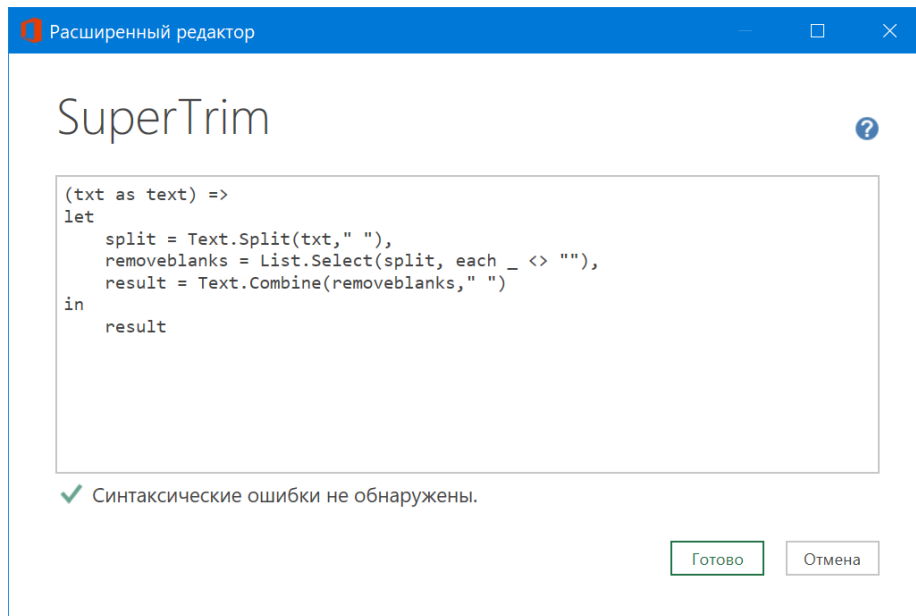 Расширенный редактор
SuperTrim
(txt as text) =>
let
    split = Text.Split(txt," "),
    removeblanks = List.Select(split, each _ <> ""),
    result = Text.Combine(removeblanks," ")
in
    result
Синтаксические ошибки не обнаружены.
Готово
Отмена